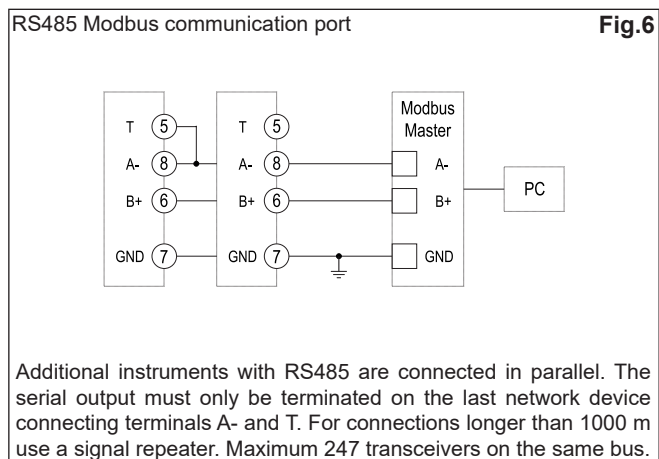 RS485 Modbus communication port Fig.6
Modbus
Master
T 5 T 5
A- 8 A- 8 A-
PC
B+ 6 B+ 6 B+
GND 7 GND 7 GND
Additional instruments with RS485 are connected in parallel. The
serial output must only be terminated on the last network device
connecting terminals A- and T. For connections longer than 1000 m
use a signal repeater. Maximum 247 transceivers on the same bus.